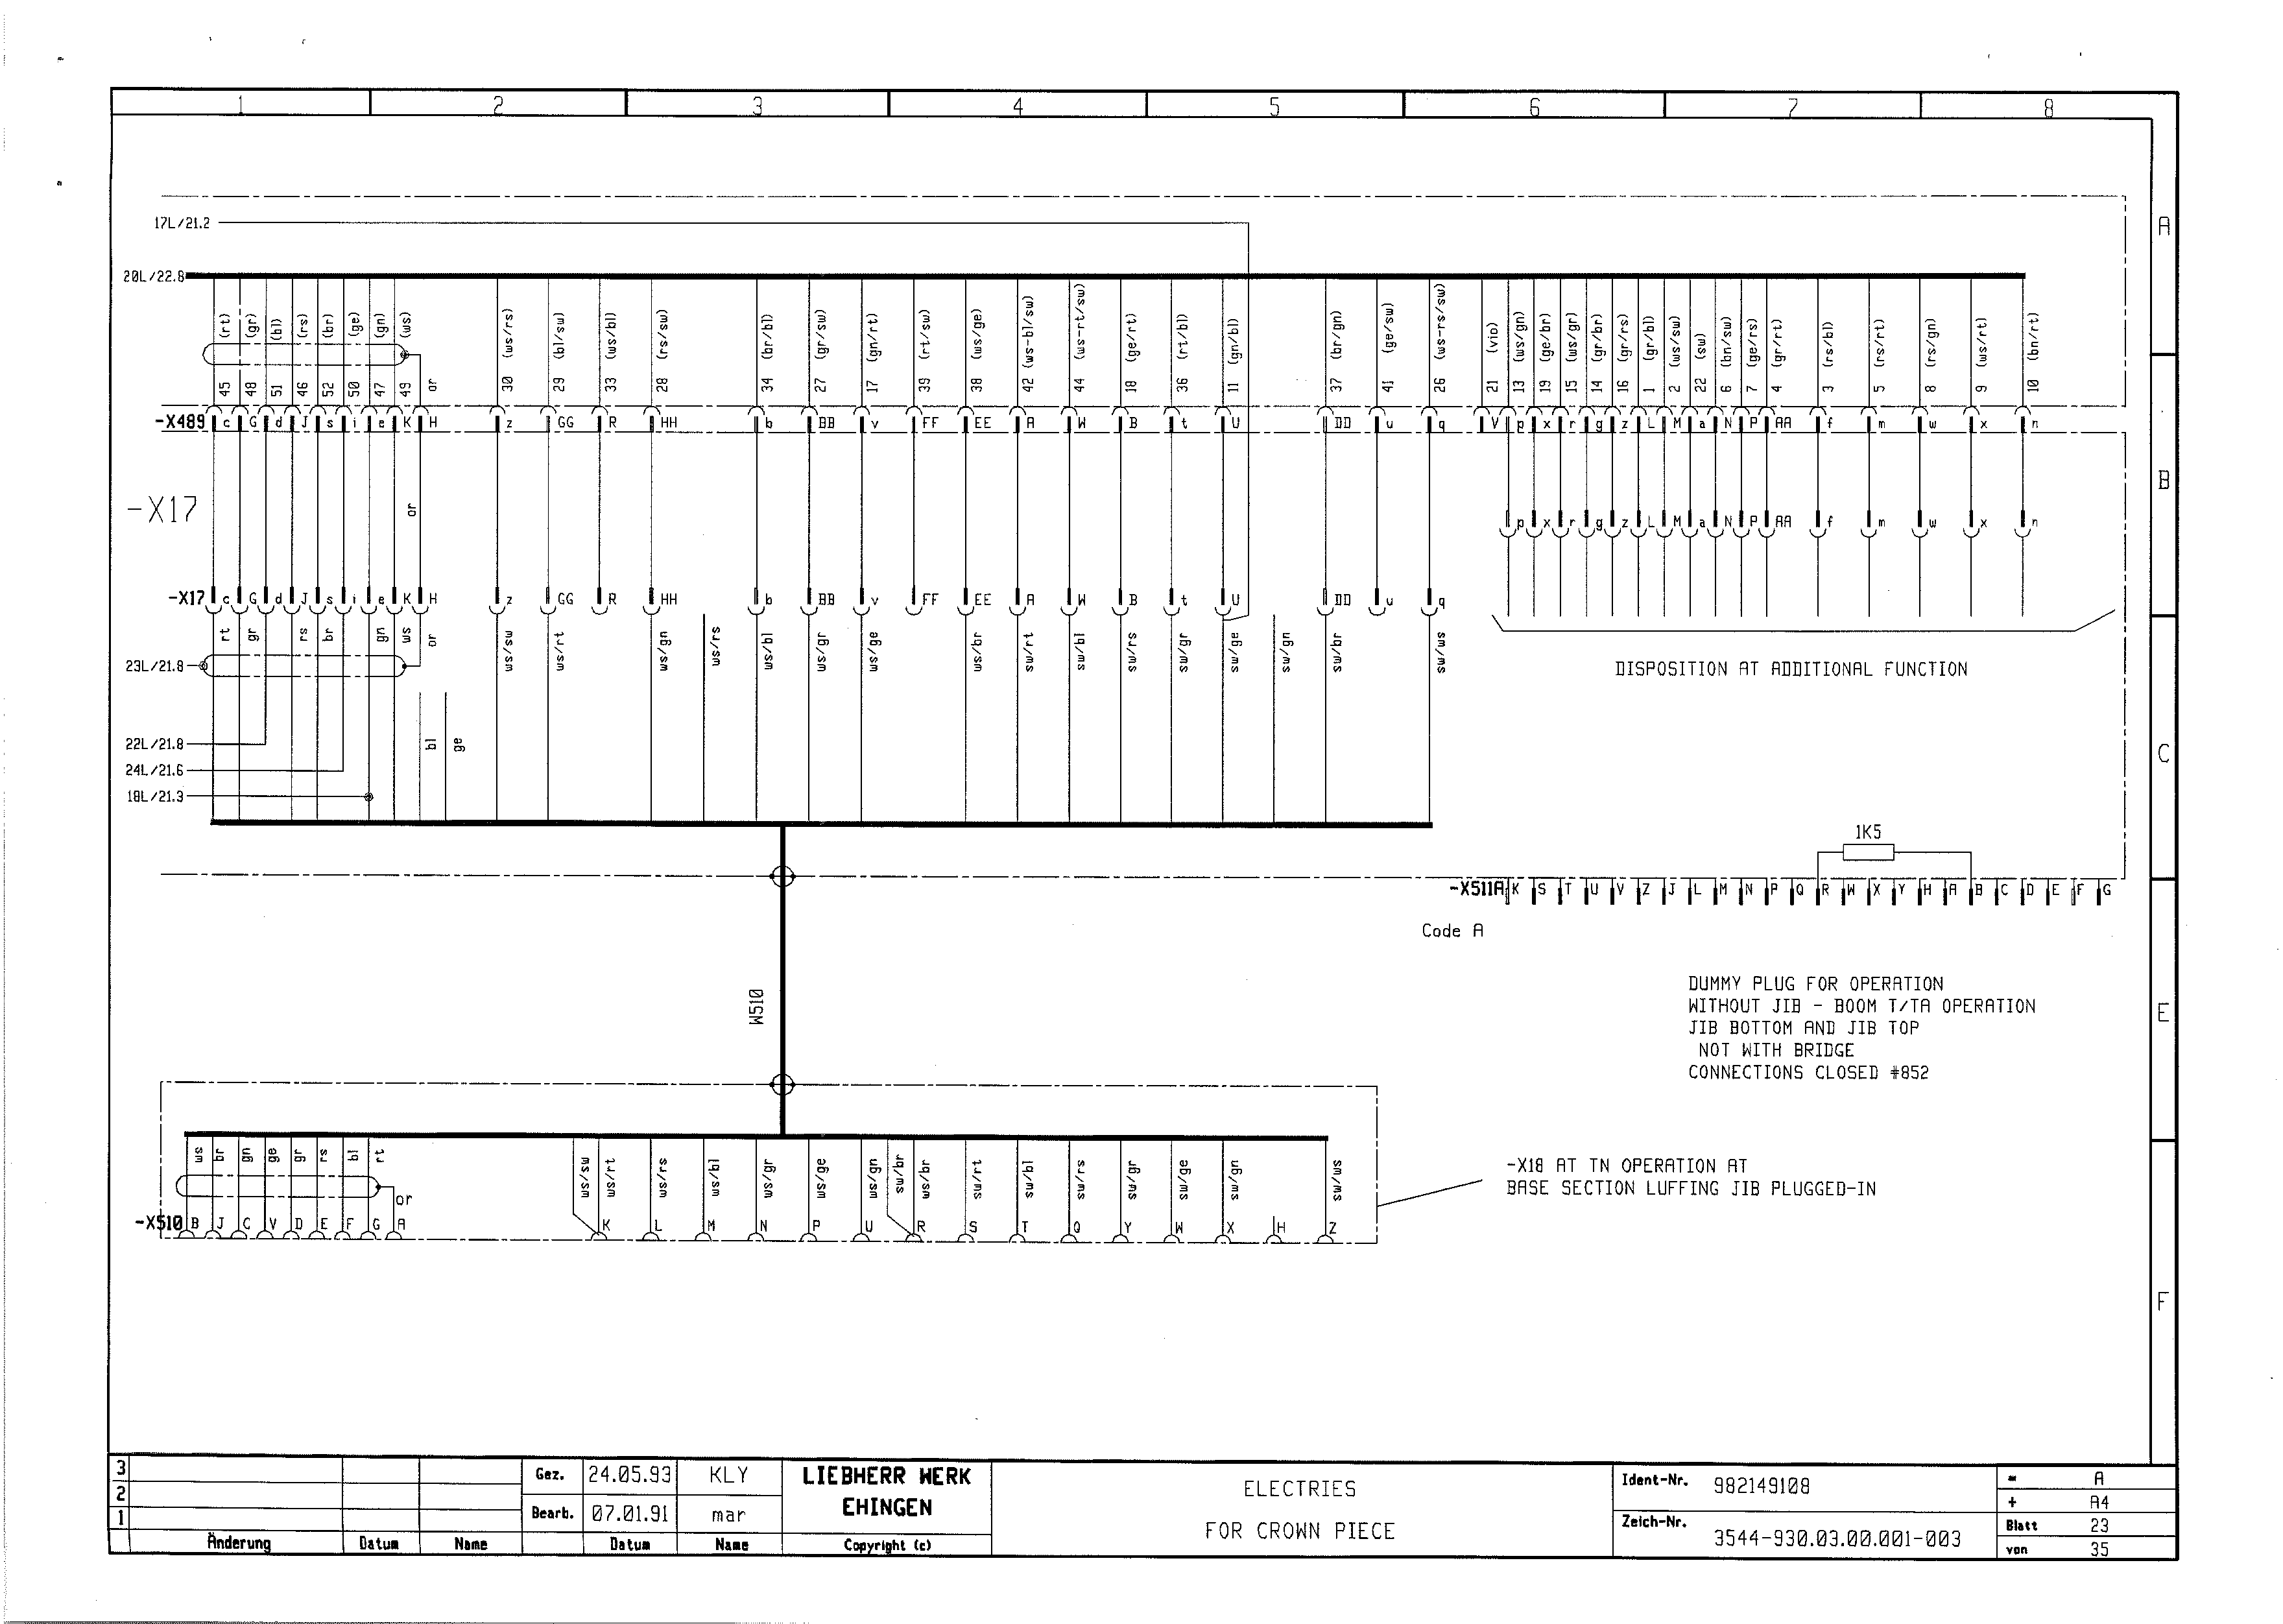 1 2 3 4 5 6 7 8
A
17L/21.2
20L/22.8
(rt) (gr) (bl) (rs) (br) (ge) (gn) (ws) (ws/rs) (bl/sw) (ws/bl) (rs/sw) (br/bl) (gr/sw) (gn/rt) (rt/sw) (ws/ge) (ws-bl/sw) (ws-rt/sw) (ge/rt) (rt/bl) (gn/bl) (br/gn) (ge/sw) (ws-rs/sw) (vio) (ws/gn) (ge/br) (ws/gr) (gr/br) (gr/rs) (gr/bl) (ws/sw) (sw) (bn/sw) (ge/rs) (gr/rt) (rs/bl) (rs/rt) (rs/gn) (ws/rt) (bn/rt)
45 48 51 46 52 50 47 49 or 30 29 33 28 34 27 17 39 38 42 44 18 36 11 37 41 26 21 13 19 15 14 16 1 2 22 6 7 4 3 5 8 9 10
-X489 c G d J s i e K H z GG R HH b BB v FF EE A W B t U DD u q V p x r g z L M a N P AA f m w x n
B
-X17
or
p x r g z L M a N P AA f m w x n
-X17 c G d J s i e K H z GG R HH b BB v FF EE A W B t U DD u q
rt gr rs br gn ws or ws/sw ws/rt ws/gn ws/rs ws/bl ws/gr ws/ge ws/br sw/rt sw/bl sw/rs sw/gr sw/ge sw/gn sw/br sw/ws
23L/21.8
DISPOSITION AT ADDITIONAL FUNCTION
22L/21.8
bl ge
C
24L/21.6
18L/21.3
1K5
-X511A K S T U V Z J L M N P Q R W X Y H A B C D E F G
Code A
W510
DUMMY PLUG FOR OPERATION
WITHOUT JIB - BOOM T/TA OPERATION
JIB BOTTOM AND JIB TOP
NOT WITH BRIDGE
CONNECTIONS CLOSED #852
E
ws br gn ge gr rs bl rt or ws/sw ws/rt ws/rs ws/bl ws/gr ws/ge ws/gn sw/br ws/br sw/rt sw/bl sw/rs sw/gr sw/ge sw/gn sw/ws
-X510 B J C V D E F G A K L M N P U R S T Q Y W X H Z
-X18 AT TN OPERATION AT
BASE SECTION LUFFING JIB PLUGGED-IN
F
3
2
1
Änderung Datum Name
Gez. 24.05.93 KLY
Bearb. 07.01.91 mar
Datum Name
LIEBHERR WERK
EHINGEN
Copyright (c)
ELECTRIES
FOR CROWN PIECE
Ident-Nr. 982149108
Zeich-Nr. 3544-930.03.00.001-003
= A
+ A4
Blatt 23
von 35